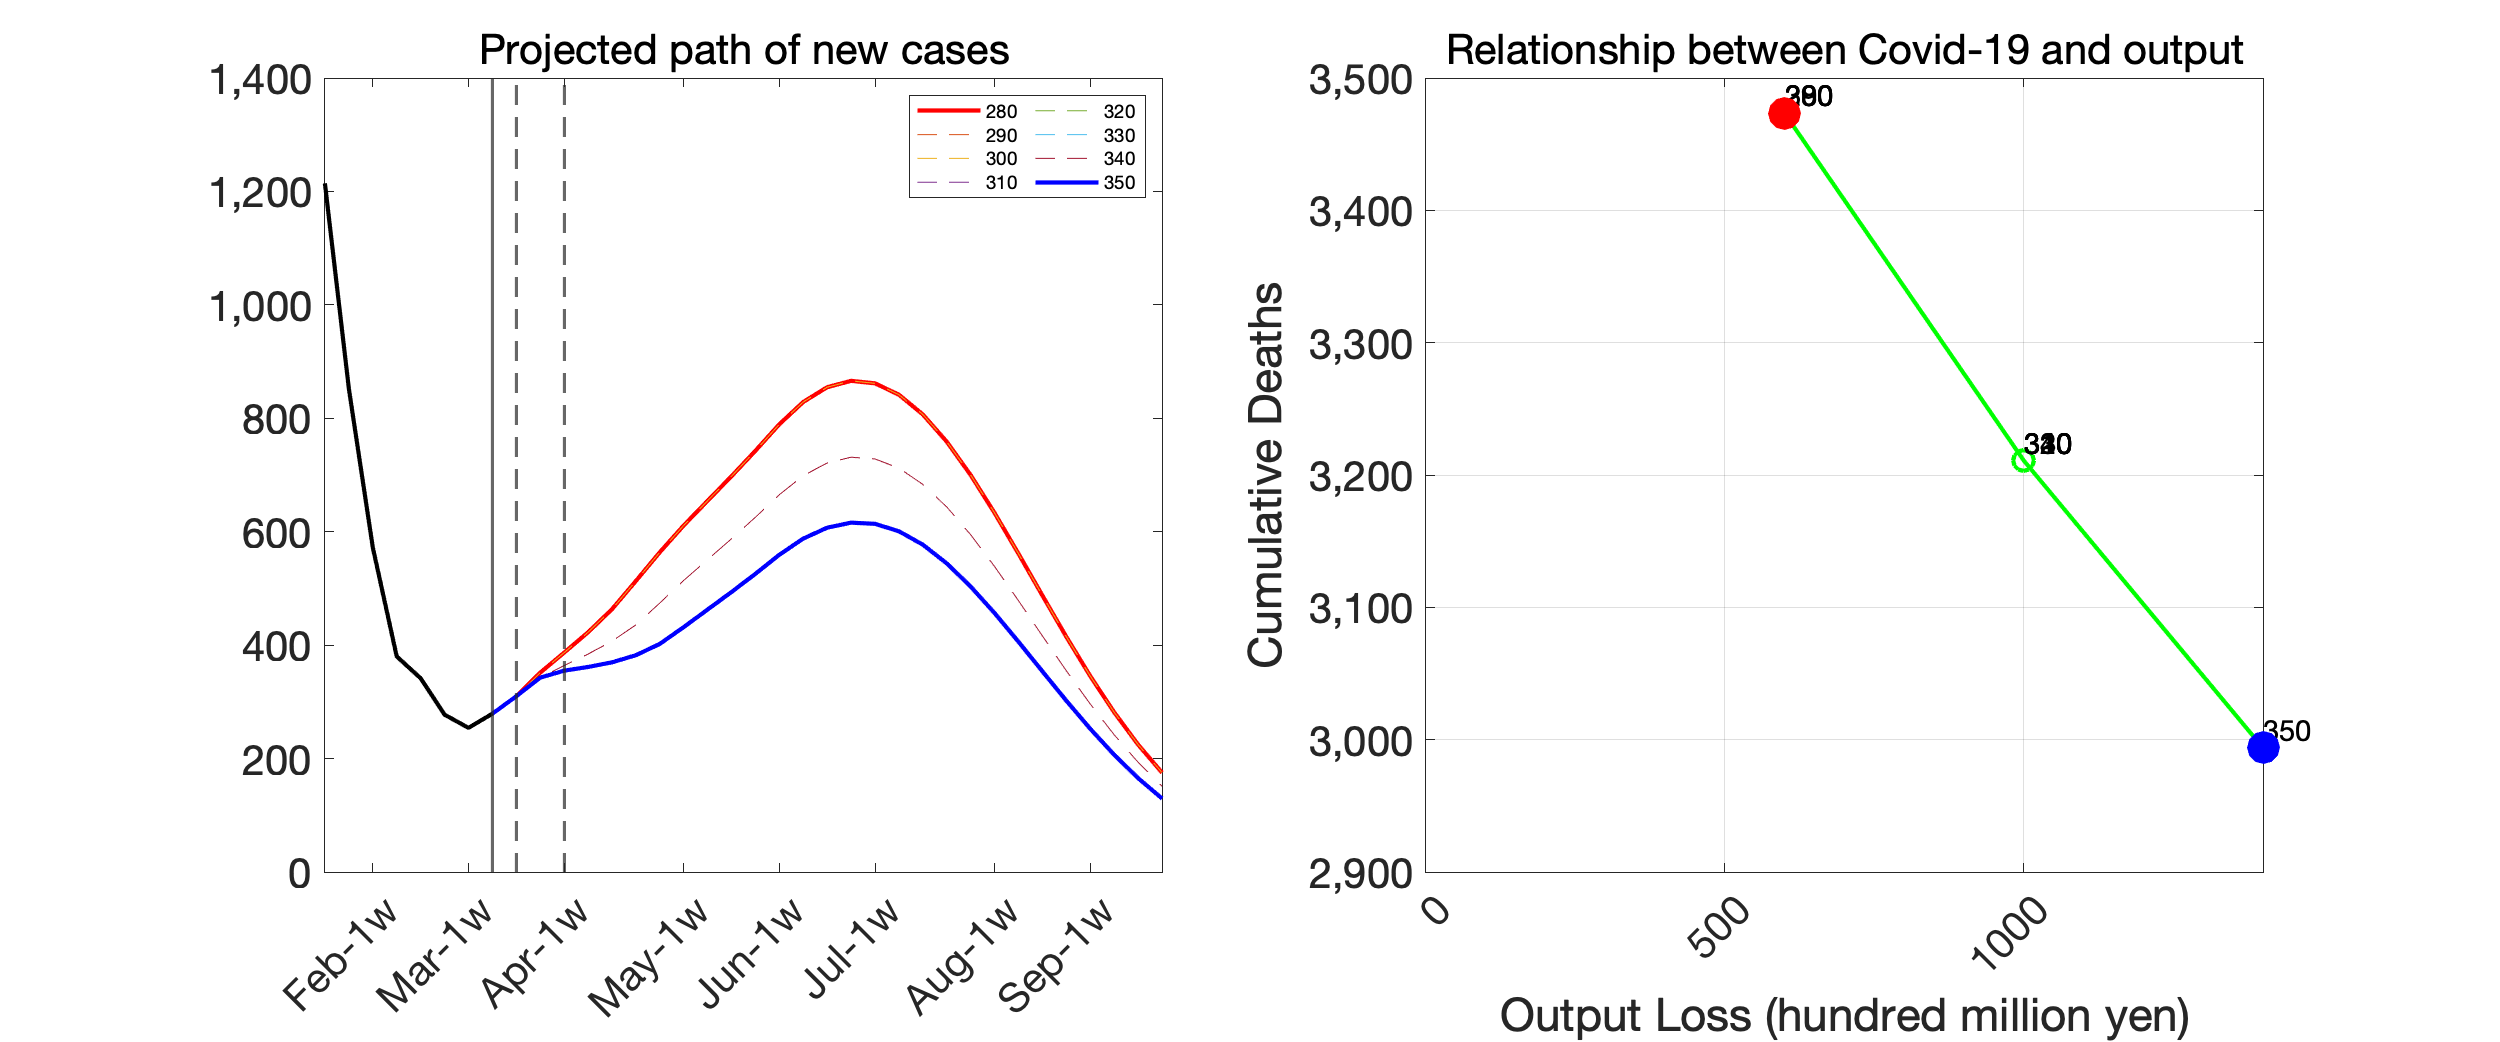 Projected path of new cases
1,400
1,200
1,000
800
600
400
200
0
280
290
300
310
320
330
340
350
Feb-1w
Mar-1w
Apr-1w
May-1w
Jun-1w
Jul-1w
Aug-1w
Sep-1w
Relationship between Covid-19 and output
Cumulative Deaths
3,500
3,400
3,300
3,200
3,100
3,000
2,900
350
0
500
1000
Output Loss (hundred million yen)